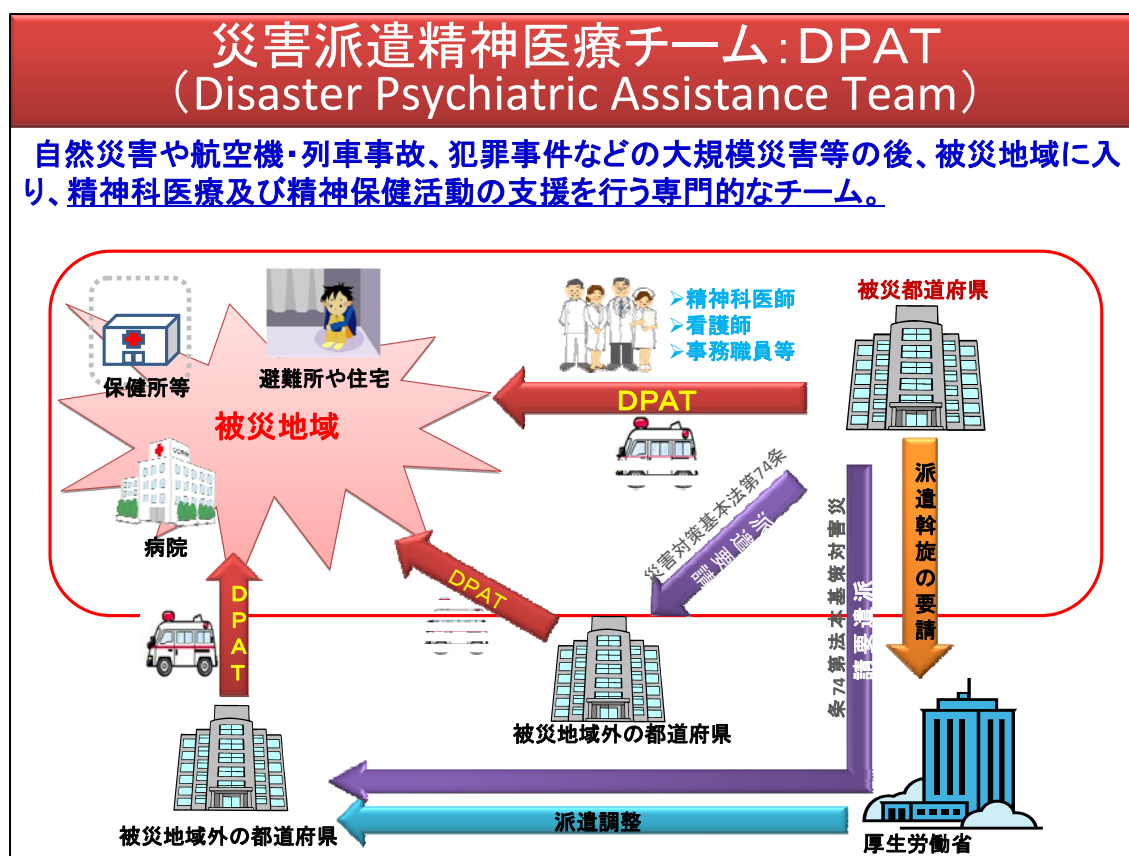 災害派遣精神医療チーム：DPAT
（Disaster Psychiatric Assistance Team）
自然災害や航空機・列車事故、犯罪事件などの大規模災害等の後、被災地域に入
り、精神科医療及び精神保健活動の支援を行う専門的なチーム。
保健所等
避難所や住宅
➢精神科医師
➢看護師
➢事務職員等
被災都道府県
被災地域
DPAT
病院
災害対策基本法第74条
派遣要請
災害対策基本法第74条
派遣要請
派遣斡旋の要請
DPAT
DPAT
被災地域外の都道府県
被災地域外の都道府県
派遣調整
厚生労働省